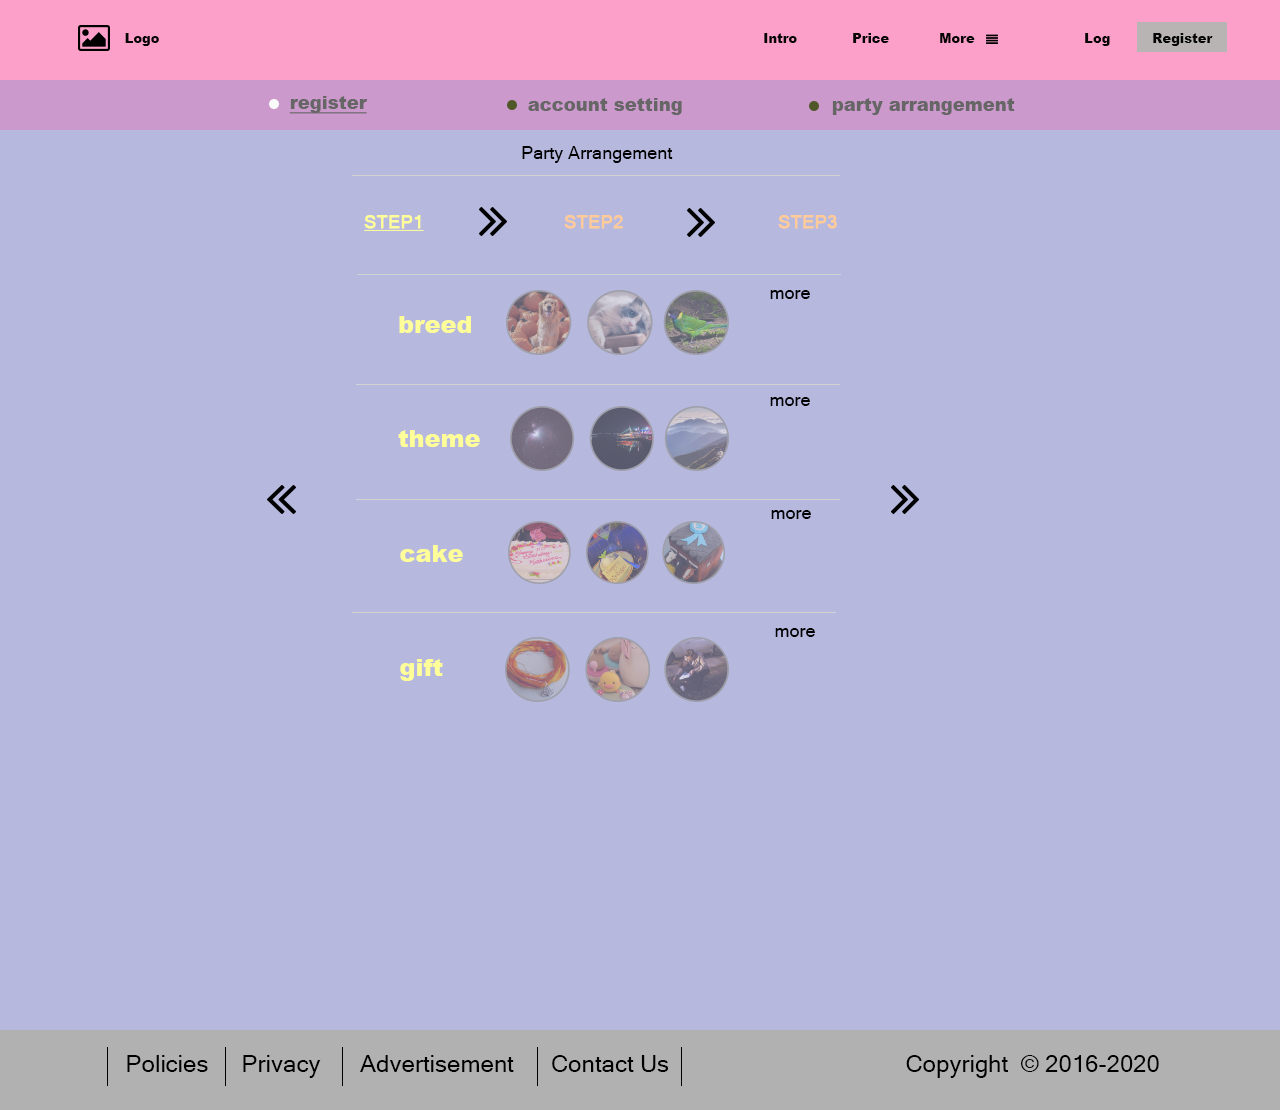 Logo Intro Price More Log Register
register account setting party arrangement
Party Arrangement
STEP1 STEP2 STEP3
more
breed
more
theme
more
cake
more
gift
Policies Privacy Advertisement Contact Us Copyright © 2016-2020